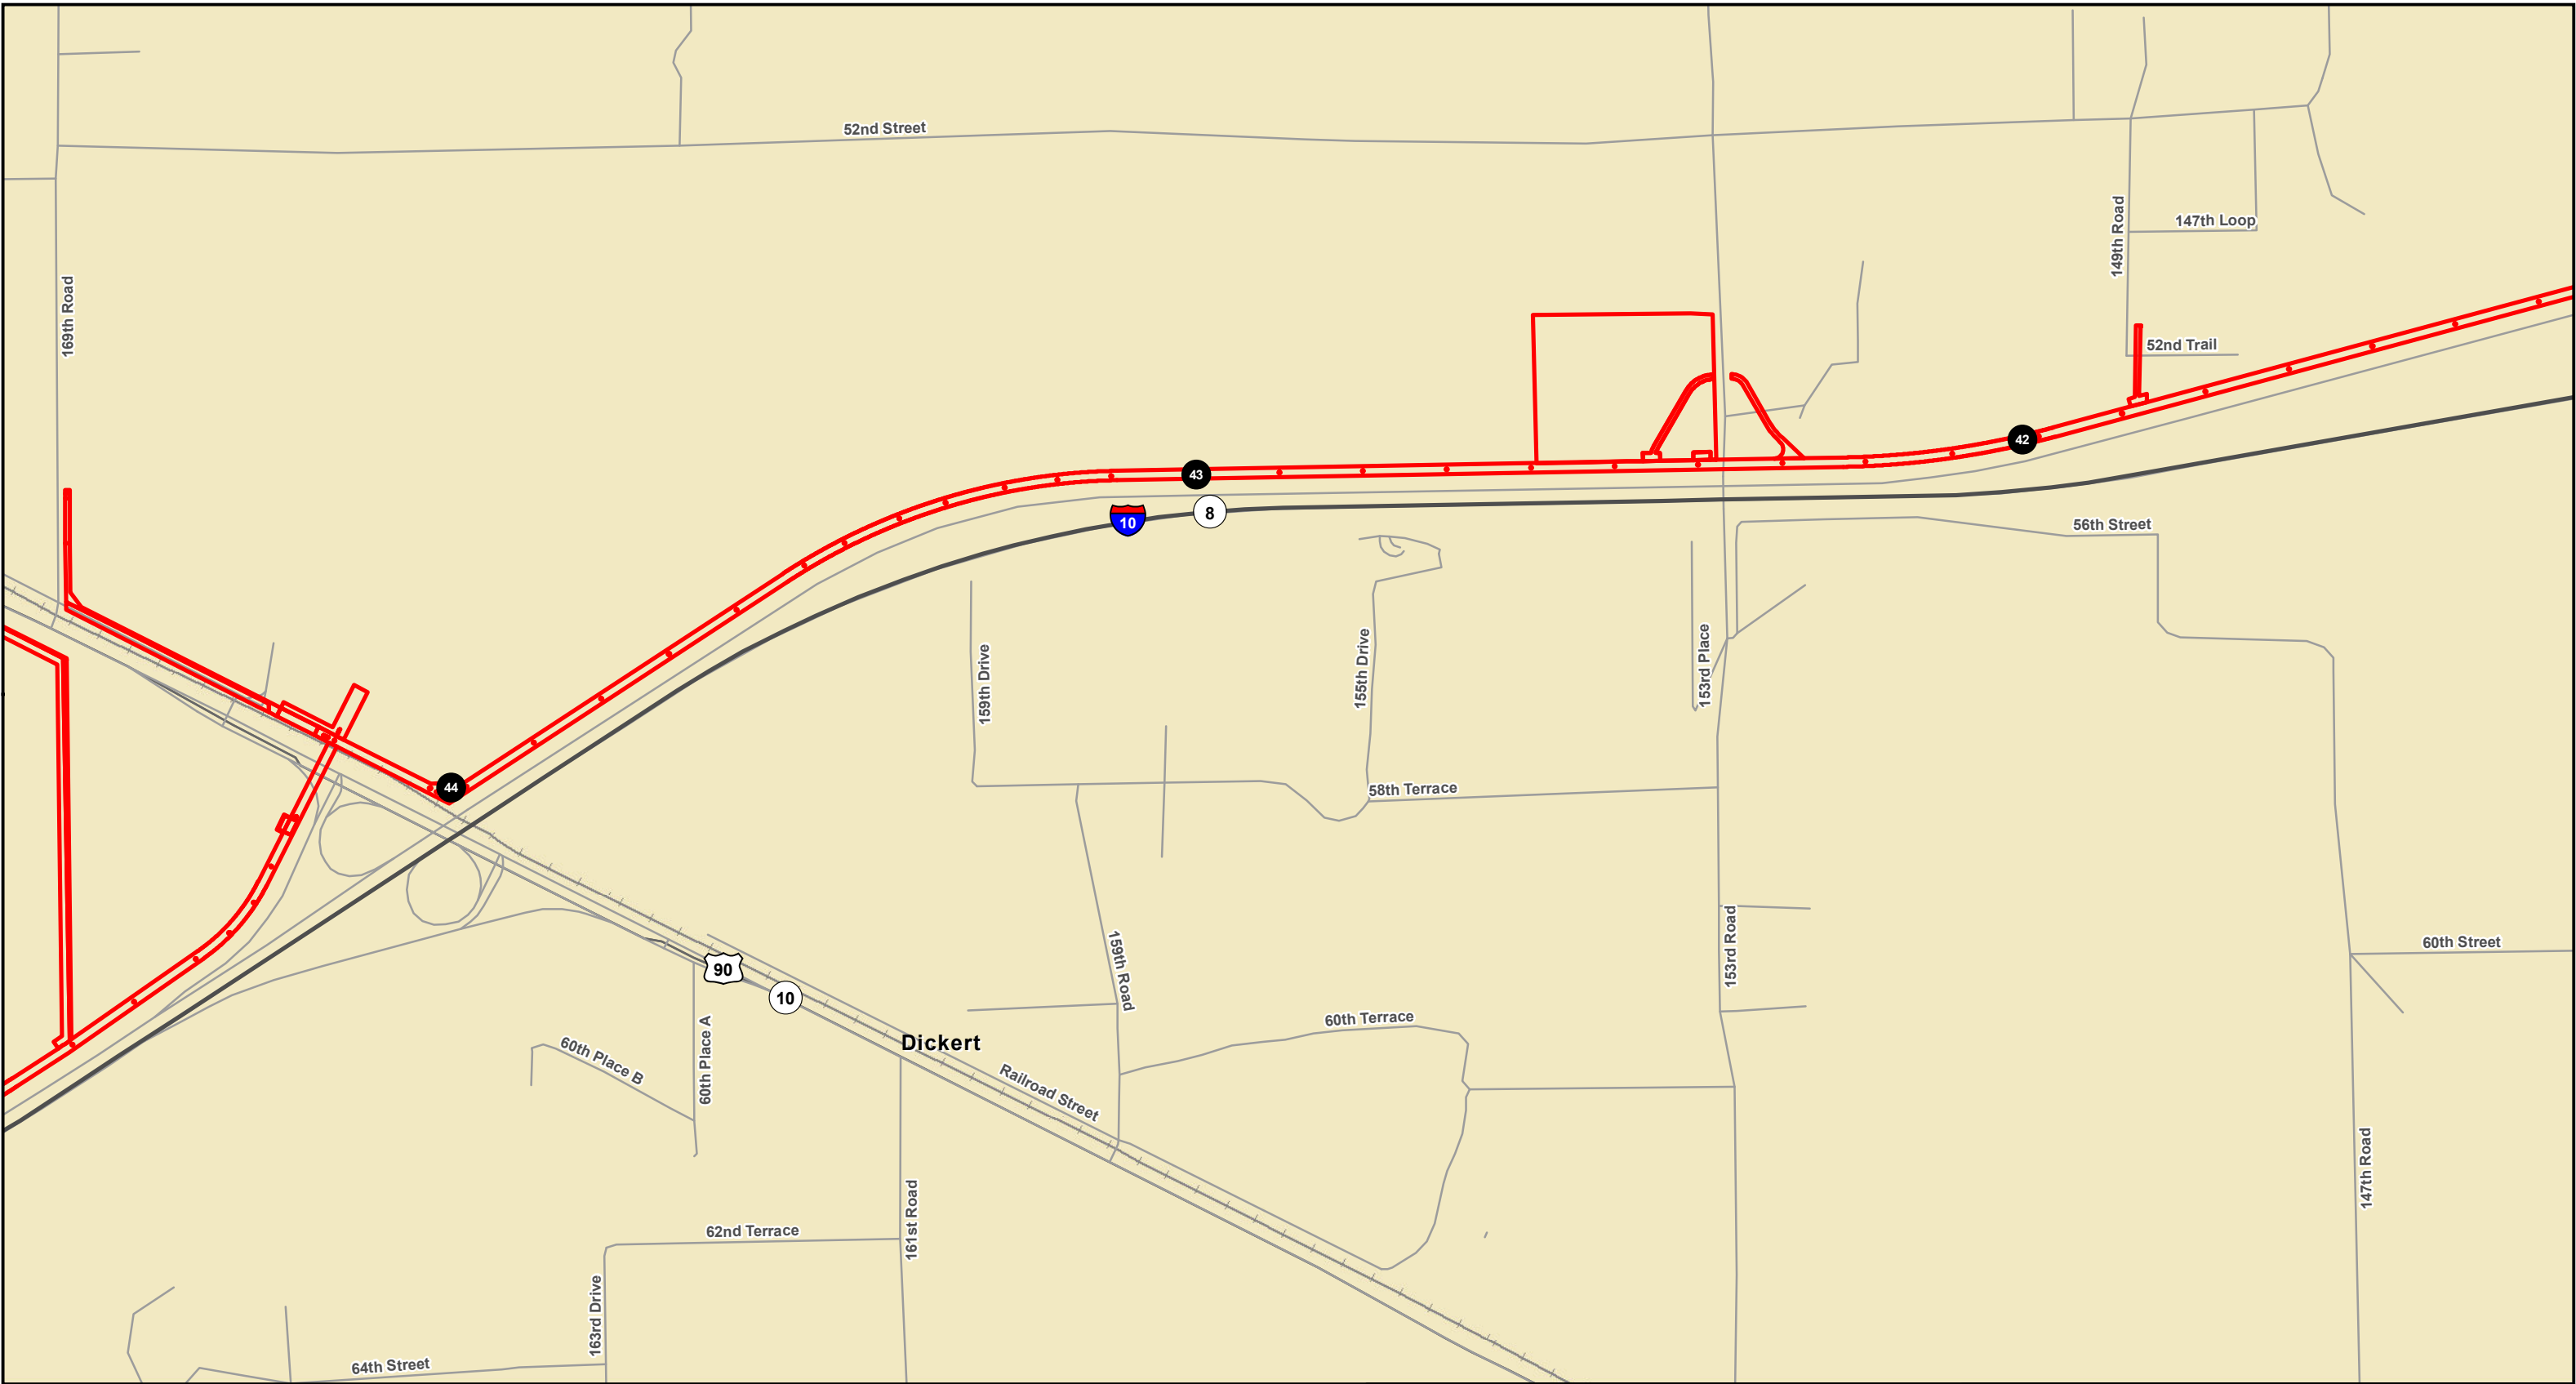 52nd Street
147th Loop
149th Road
169th Road
52nd Trail
42
43
10
8
56th Street
159th Drive
155th Drive
153rd Place
44
58th Terrace
159th Road
153rd Road
60th Street
90
10
60th Terrace
Dickert
60th Place A
60th Place B
Railroad Street
147th Road
161st Road
62nd Terrace
163rd Drive
64th Street